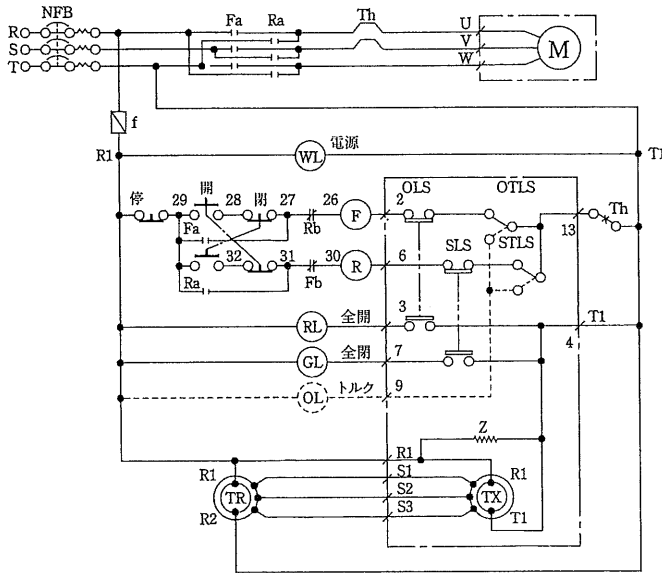 NFB Fa Ra Th
R U
S V M
T W
f
R1 電源 T1
WL
停 29 開 28 閉 27 26 2 OLS OTLS
Fa Rb F 13 Th
STLS
32 31 30 6 SLS
Ra Fb R
RL 全開 3 T1
GL 全閉 7 4
OL トルク 9
Z
R1
R1 S1 R1
TR S2 TX
R2 S3 T1